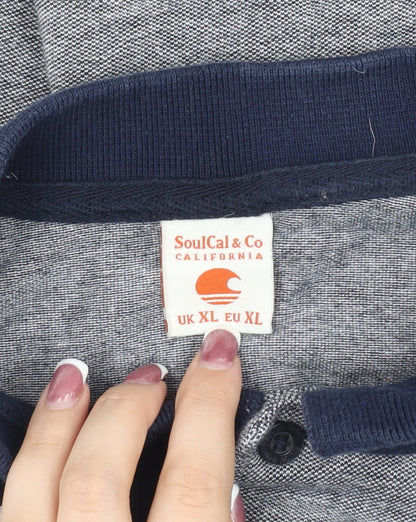 SoulCal & Co
CALIFORNIA
UK XL EU XL